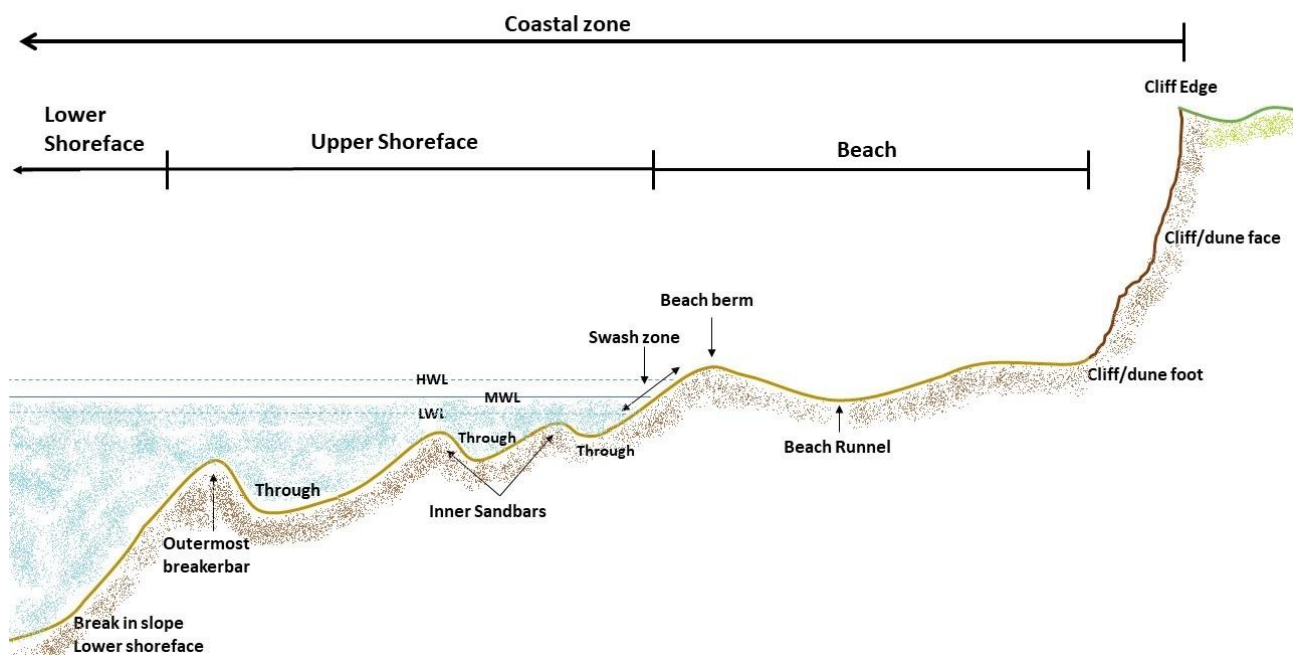 Coastal zone
Cliff Edge
Lower
Shoreface
Upper Shoreface
Beach
Cliff/dune face
Beach berm
Swash zone
HWL
MWL
LWL
Cliff/dune foot
Through
Through
Beach Runnel
Through
Inner Sandbars
Outermost
breakerbar
Break in slope
Lower shoreface